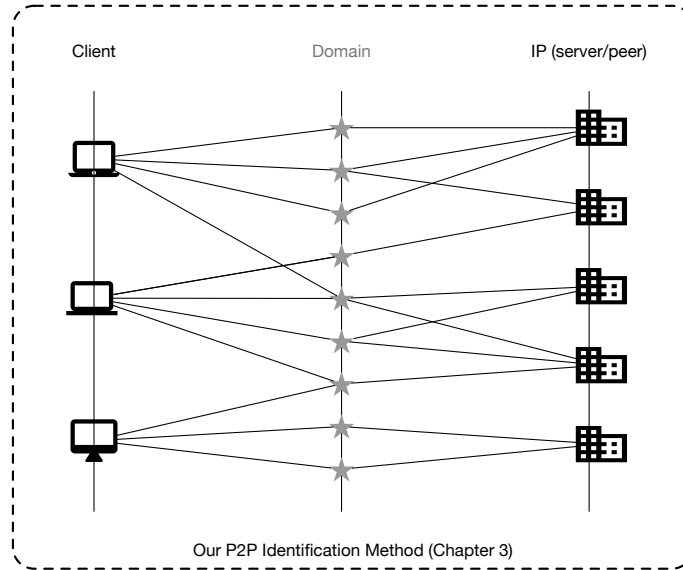 Client
Domain
IP (server/peer)
Our P2P Identification Method (Chapter 3)